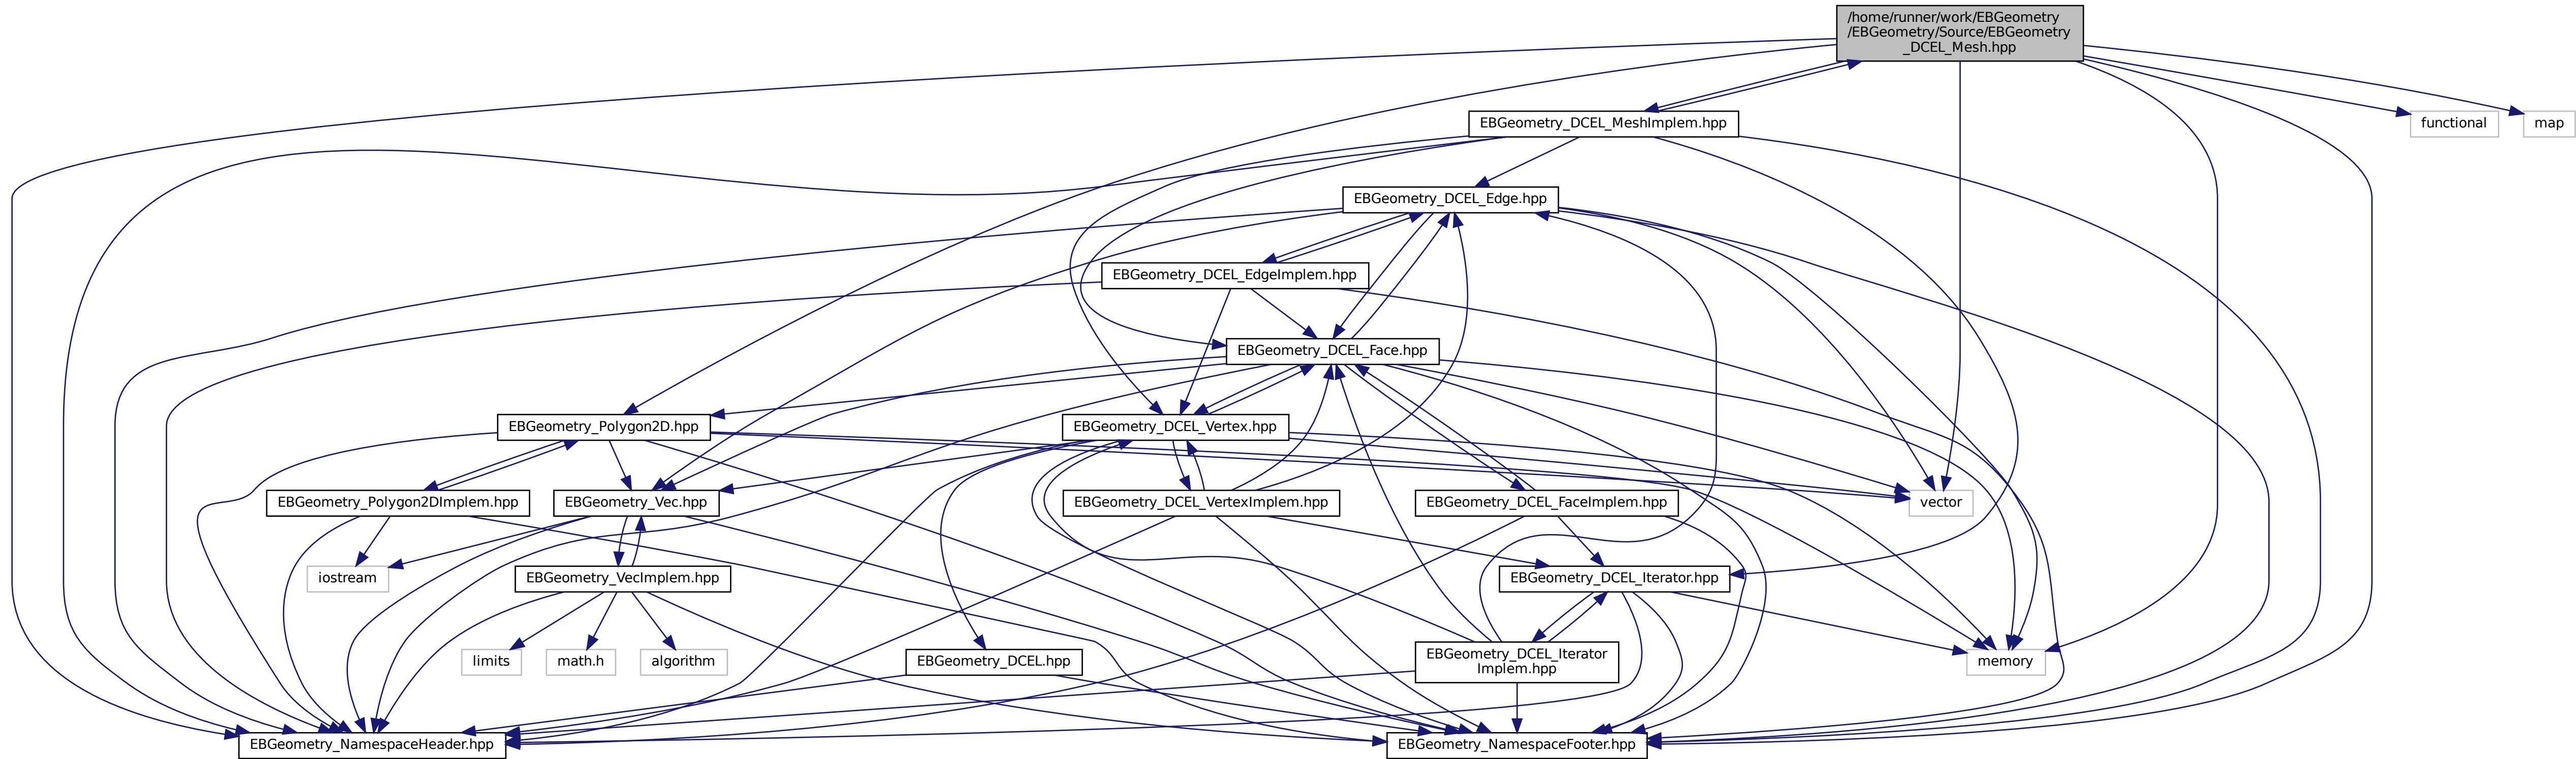 /home/runner/work/EBGeometry
/EBGeometry/Source/EBGeometry
_DCEL_Mesh.hpp
EBGeometry_DCEL_MeshImplem.hpp
functional
map
EBGeometry_DCEL_Edge.hpp
EBGeometry_DCEL_EdgeImplem.hpp
EBGeometry_DCEL_Face.hpp
EBGeometry_Polygon2D.hpp
EBGeometry_DCEL_Vertex.hpp
EBGeometry_Polygon2DImplem.hpp
EBGeometry_Vec.hpp
EBGeometry_DCEL_VertexImplem.hpp
EBGeometry_DCEL_FaceImplem.hpp
vector
iostream
EBGeometry_VecImplem.hpp
EBGeometry_DCEL_Iterator.hpp
limits
math.h
algorithm
EBGeometry_DCEL.hpp
EBGeometry_DCEL_Iterator
Implem.hpp
memory
EBGeometry_NamespaceHeader.hpp
EBGeometry_NamespaceFooter.hpp